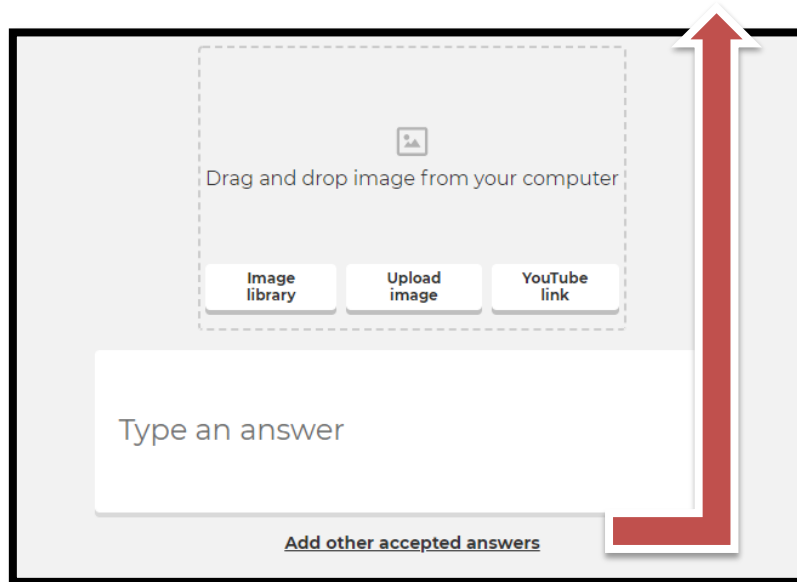 Drag and drop image from your computer
Image library
Upload image
YouTube link
Type an answer
Add other accepted answers